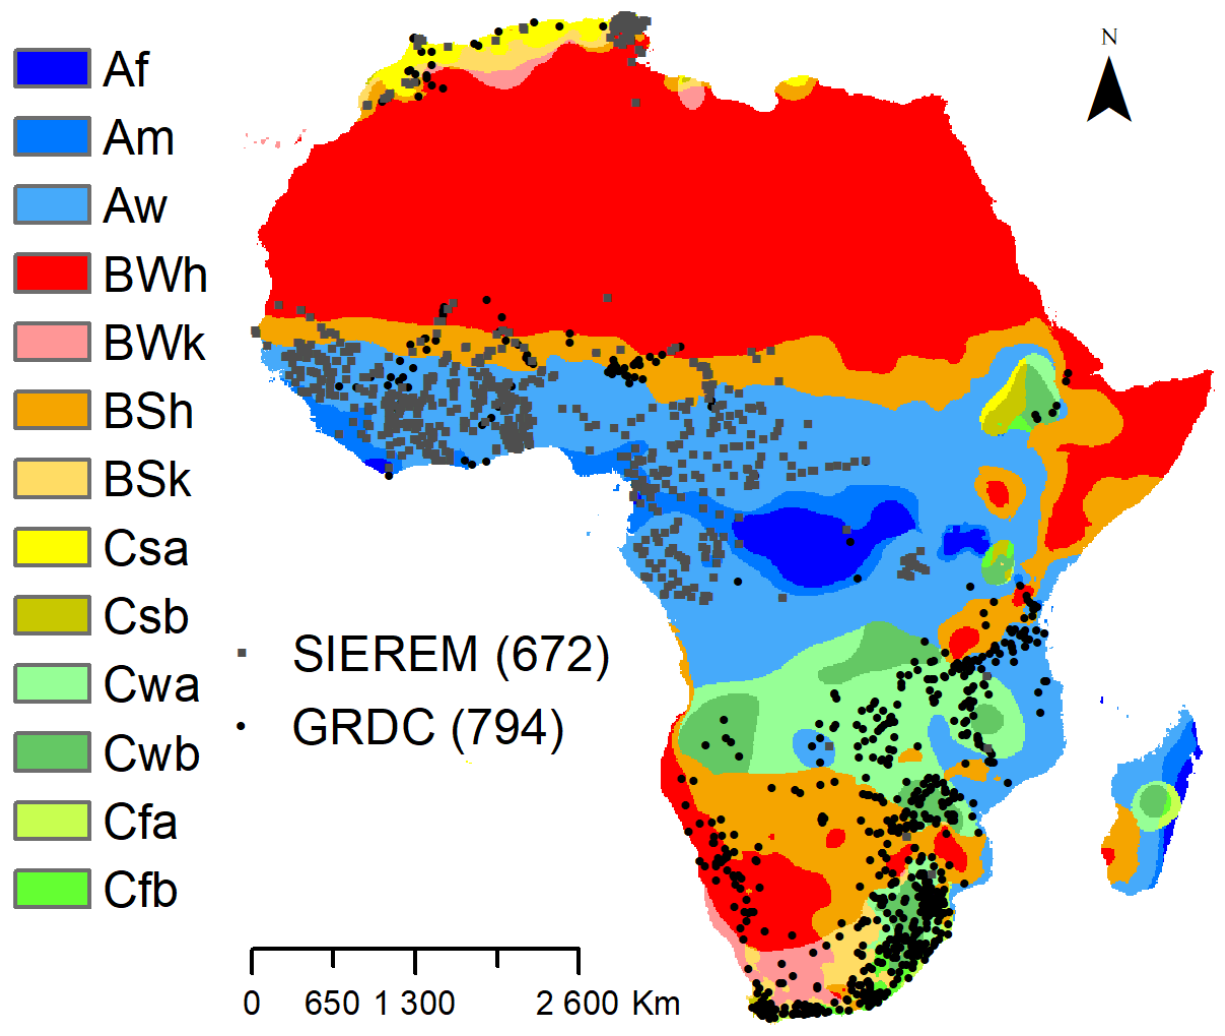 N
Af
Am
Aw
BWh
BWk
BSh
BSk
Csa
Csb
Cwa
Cwb
Cfa
Cfb
SIEREM (672)
GRDC (794)
0 650 1 300 2 600 Km